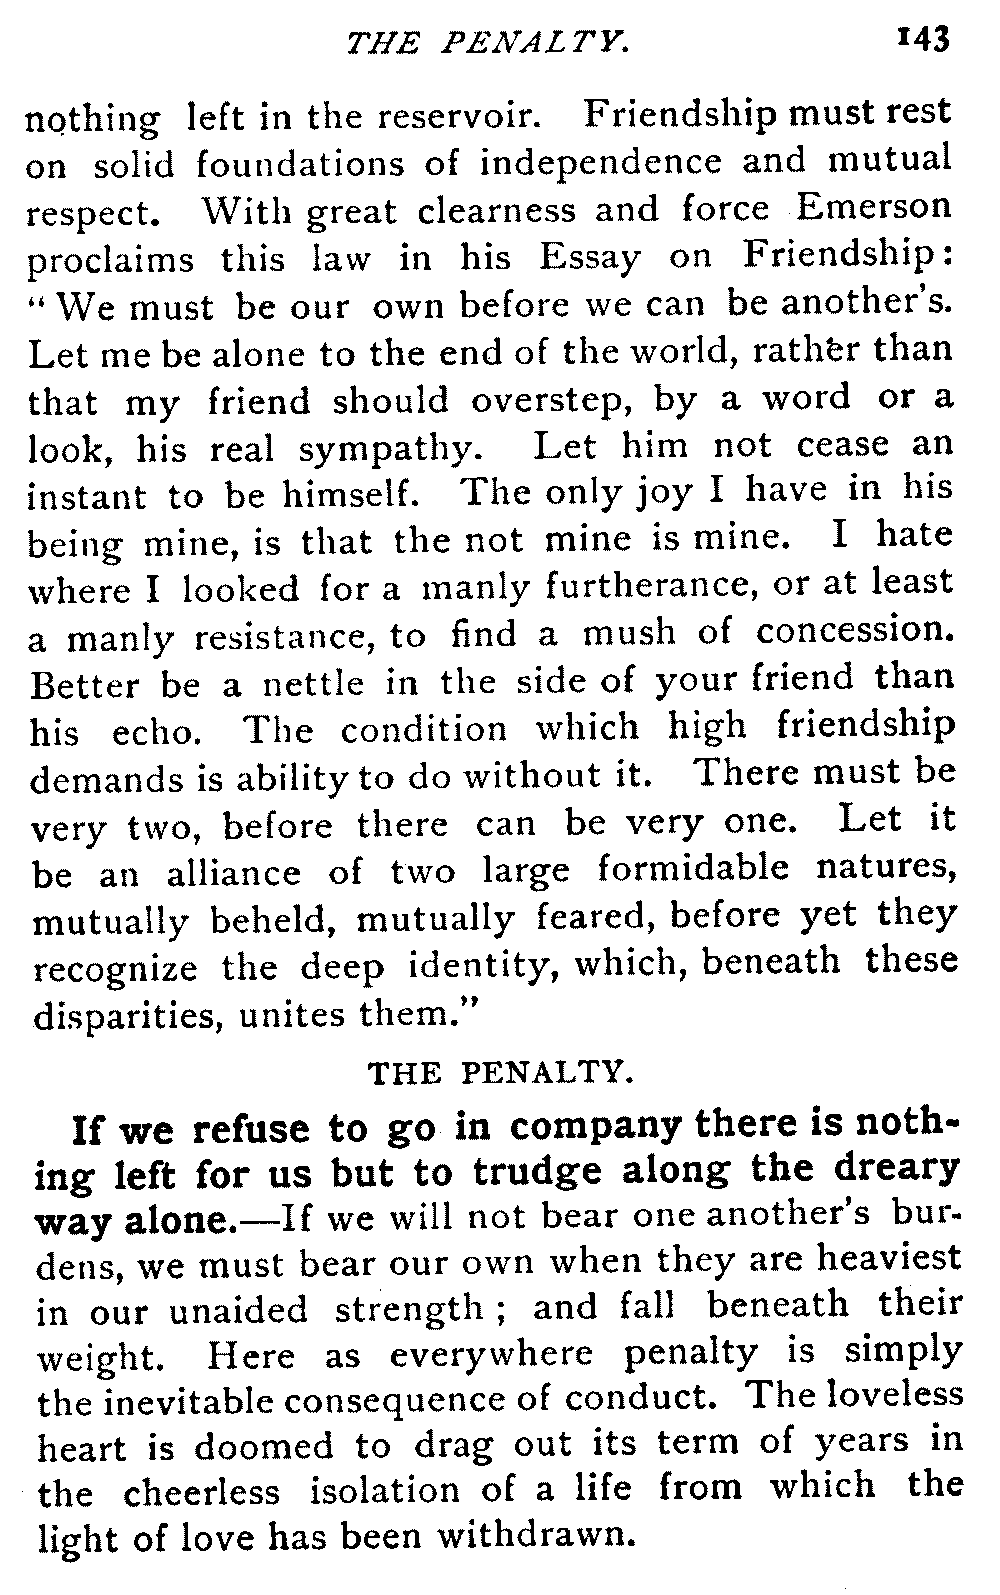 THE PENALTY. 143
nothing left in the reservoir. Friendship must rest
on solid foundations of independence and mutual
respect. With great clearness and force Emerson
proclaims this law in his Essay on Friendship:
“We must be our own before we can be another's.
Let me be alone to the end of the world, rather than
that my friend should overstep, by a word or a
look, his real sympathy. Let him not cease an
instant to be himself. The only joy I have in his
being mine, is that the not mine is mine. I hate
where I looked for a manly furtherance, or at least
a manly resistance, to find a mush of concession.
Better be a nettle in the side of your friend than
his echo. The condition which high friendship
demands is ability to do without it. There must be
very two, before there can be very one. Let it
be an alliance of two large formidable natures,
mutually beheld, mutually feared, before yet they
recognize the deep identity, which, beneath these
disparities, unites them.”
THE PENALTY.
If we refuse to go in company there is noth-
ing left for us but to trudge along the dreary
way alone.—If we will not bear one another's bur-
dens, we must bear our own when they are heaviest
in our unaided strength; and fall beneath their
weight. Here as everywhere penalty is simply
the inevitable consequence of conduct. The loveless
heart is doomed to drag out its term of years in
the cheerless isolation of a life from which the
light of love has been withdrawn.